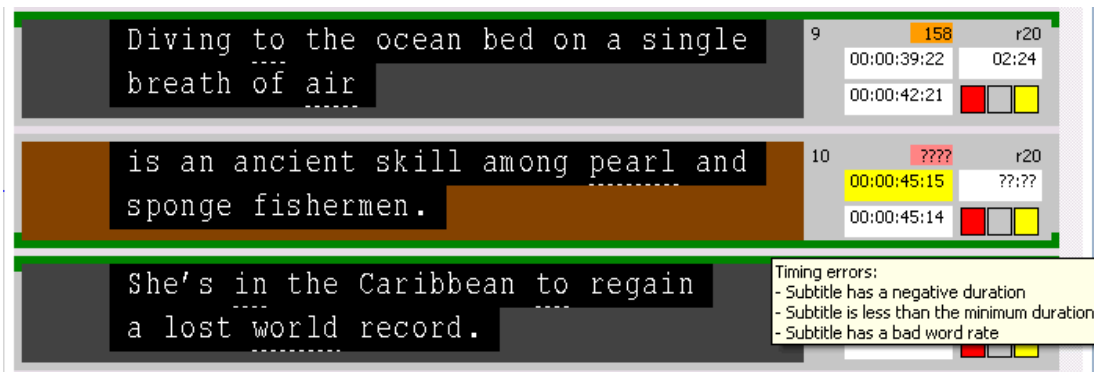 Diving to the ocean bed on a single
breath of air
9 158 r20
00:00:39:22 02:24
00:00:42:21
is an ancient skill among pearl and
sponge fishermen.
10 ???? r20
00:00:45:15 ??:??
00:00:45:14
She's in the Caribbean to regain
a lost world record.
Timing errors:
- Subtitle has a negative duration
- Subtitle is less than the minimum duration
- Subtitle has a bad word rate